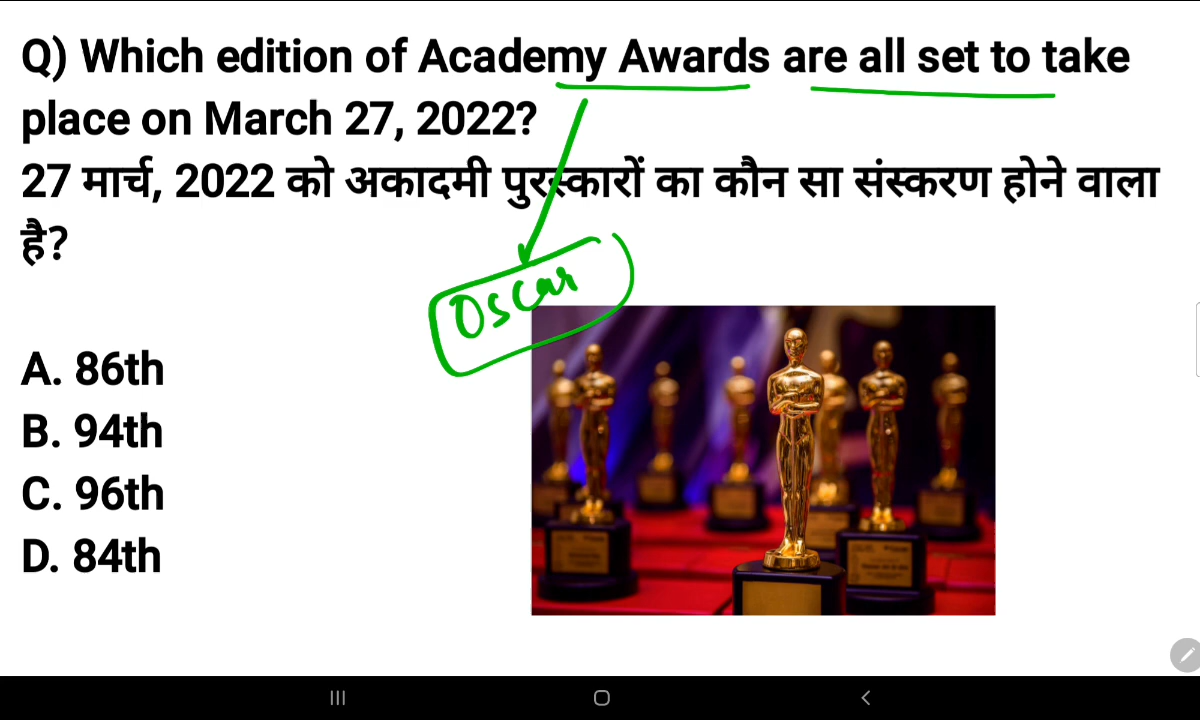 Q) Which edition of Academy Awards are all set to take
place on March 27, 2022?
27 मार्च, 2022 को अकादमी पुरस्कारों का कौन सा संस्करण होने वाला
है?
Oscar
A. 86th
B. 94th
C. 96th
D. 84th